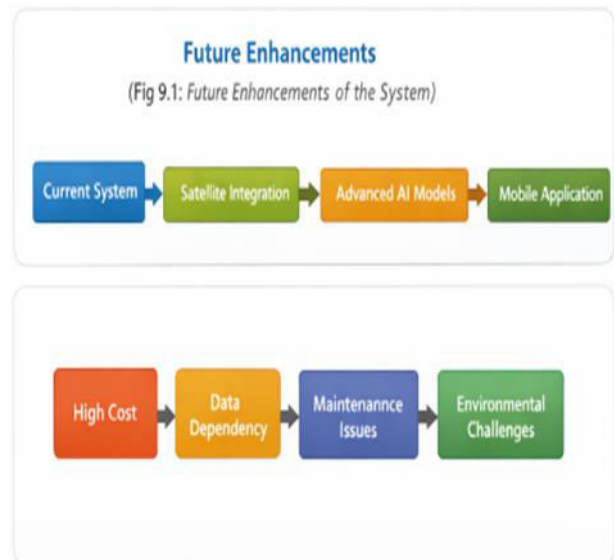 Future Enhancements
(Fig 9.1: Future Enhancements of the System)
Current System
Satellite Integration
Advanced AI Models
Mobile Application
High Cost
Data
Dependency
Maintenannce
Issues
Environmental
Challenges